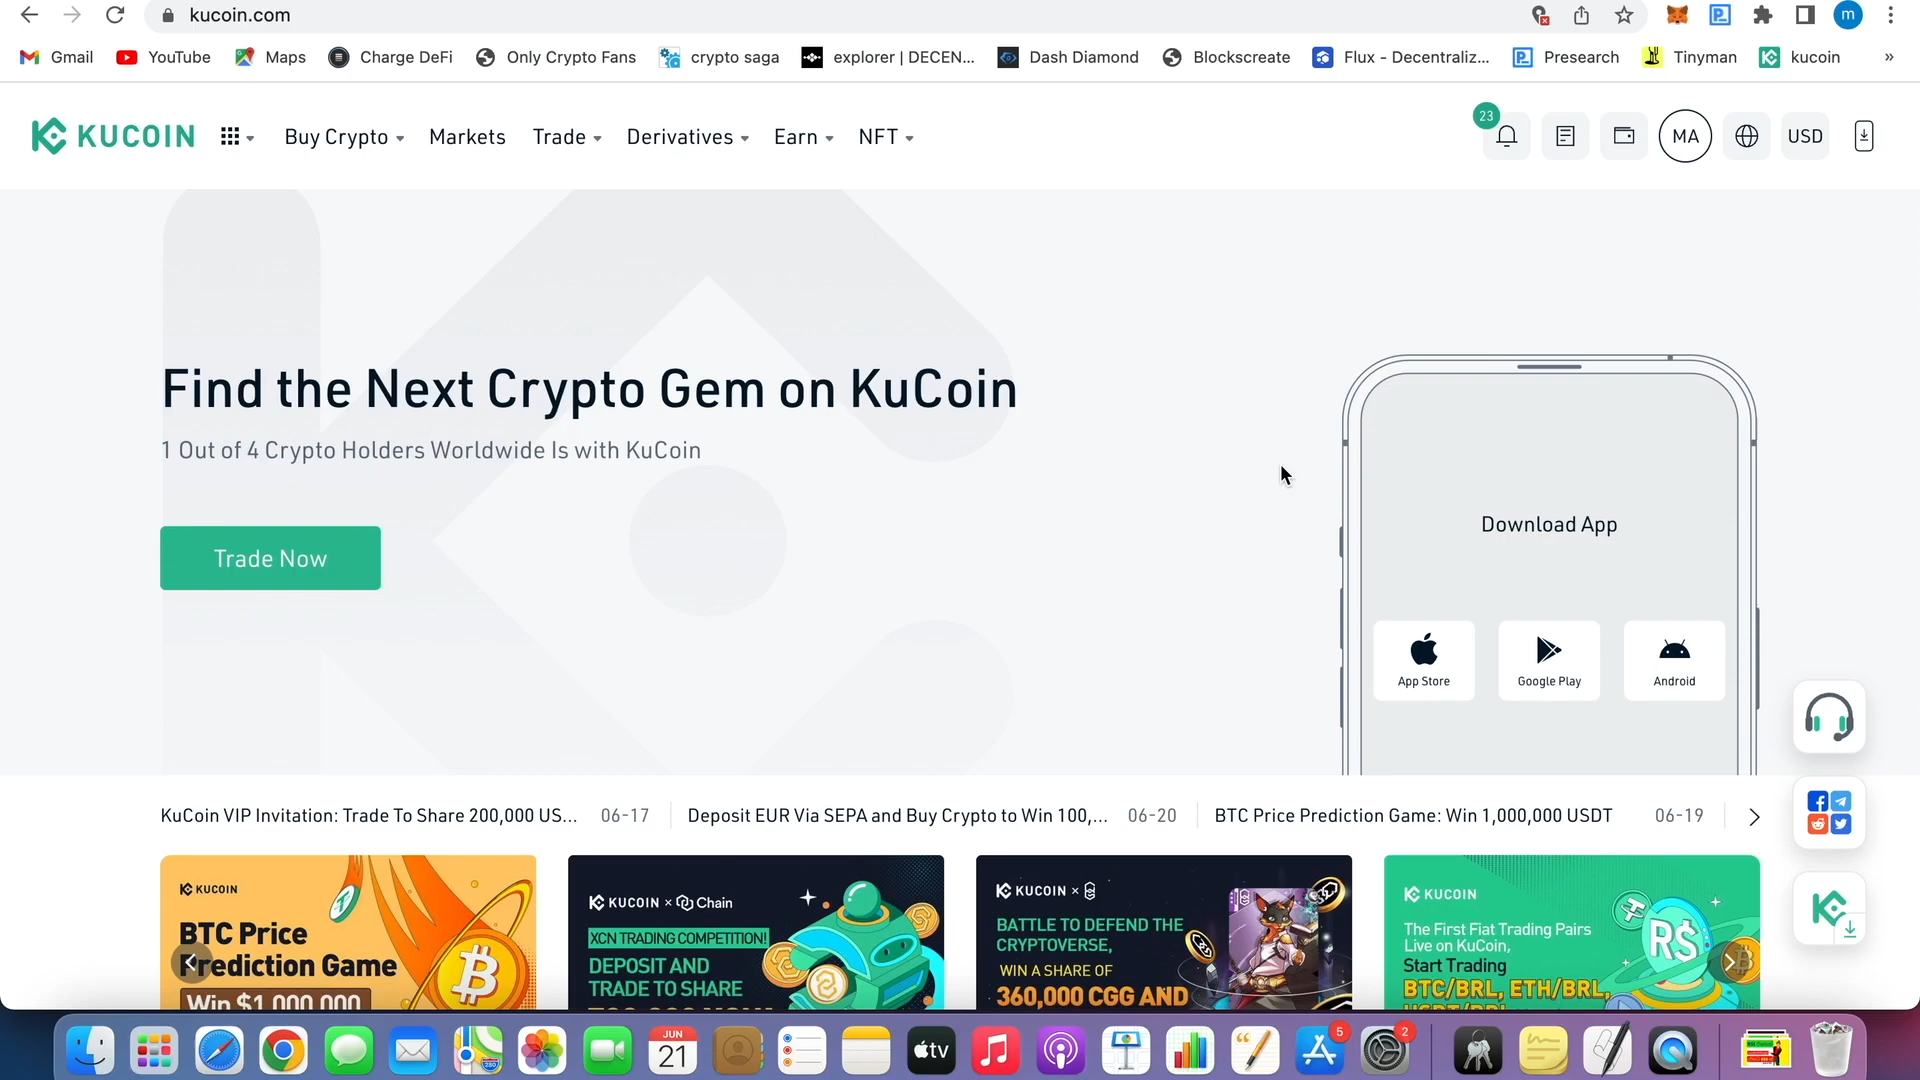 kucoin.com
m
Gmail YouTube Maps Charge DeFi Only Crypto Fans crypto saga explorer | DECEN... Dash Diamond Blockscreate Flux - Decentraliz... Presearch Tinyman kucoin »
KUCOIN Buy Crypto Markets Trade Derivatives Earn NFT 23 MA USD
Find the Next Crypto Gem on KuCoin
1 Out of 4 Crypto Holders Worldwide Is with KuCoin
Trade Now
Download App
App Store Google Play Android
KuCoin VIP Invitation: Trade To Share 200,000 US... 06-17 Deposit EUR Via SEPA and Buy Crypto to Win 100,... 06-20 BTC Price Prediction Game: Win 1,000,000 USDT 06-19
KUCOIN
BTC Price
Prediction Game
Win $1,000,000
KUCOIN × Chain
XCN TRADING COMPETITION!
DEPOSIT AND
TRADE TO SHARE
KUCOIN ×
BATTLE TO DEFEND THE
CRYPTOVERSE,
WIN A SHARE OF
360,000 CGG AND
KUCOIN
The First Fiat Trading Pairs
Live on KuCoin,
Start Trading
BTC/BRL, ETH/BRL,
USDT/BRL
R$
JUN
21
tv
5
2